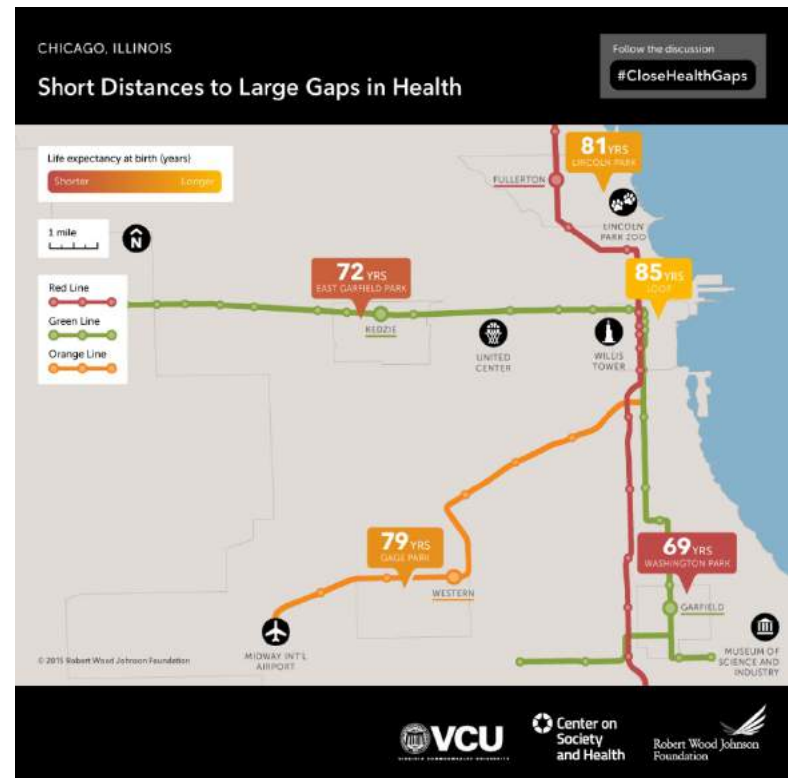 CHICAGO, ILLINOIS
Short Distances to Large Gaps in Health
Follow the discussion
#CloseHealthGaps
Life expectancy at birth (years)
Shorter
Longer
1 mile
N
Red Line
Green Line
Orange Line
81 YRS
LINCOLN PARK
FULLERTON
LINCOLN
PARK ZOO
72 YRS
EAST GARFIELD PARK
KEDZIE
85 YRS
LOOP
UNITED
CENTER
WILLIS
TOWER
79 YRS
GAGE PARK
WESTERN
69 YRS
WASHINGTON PARK
GARFIELD
MIDWAY INT'L
AIRPORT
MUSEUM OF
SCIENCE AND
INDUSTRY
© 2015 Robert Wood Johnson Foundation
VCU
VIRGINIA COMMONWEALTH UNIVERSITY
Center on
Society
and Health
Robert Wood Johnson
Foundation